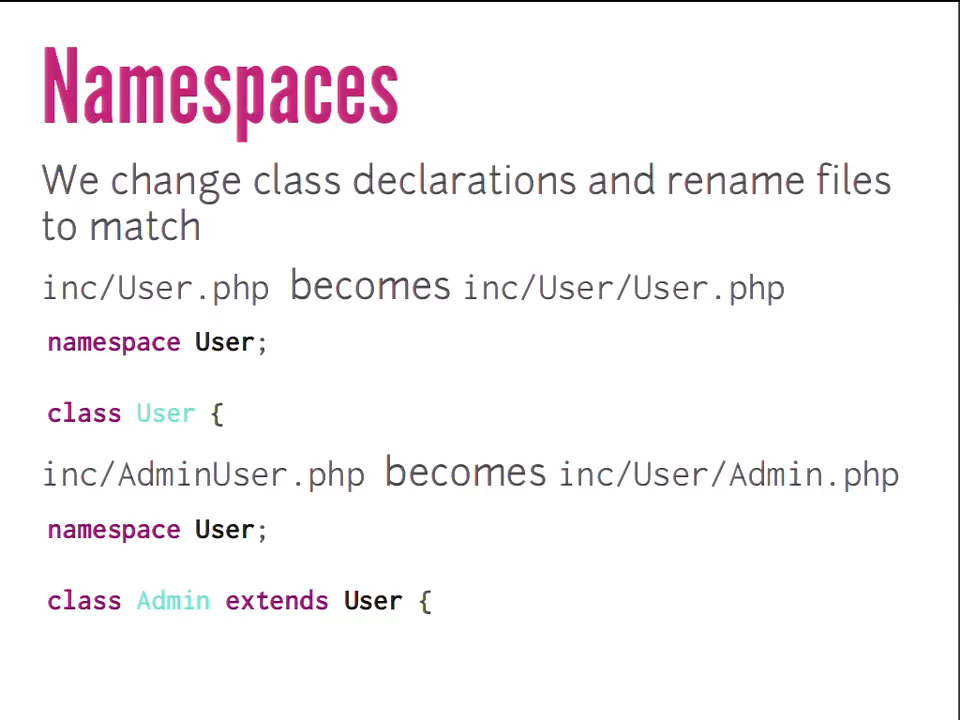 Namespaces
We change class declarations and rename files
to match
inc/User.php becomes inc/User/User.php
namespace User;
class User {
inc/AdminUser.php becomes inc/User/Admin.php
namespace User;
class Admin extends User {